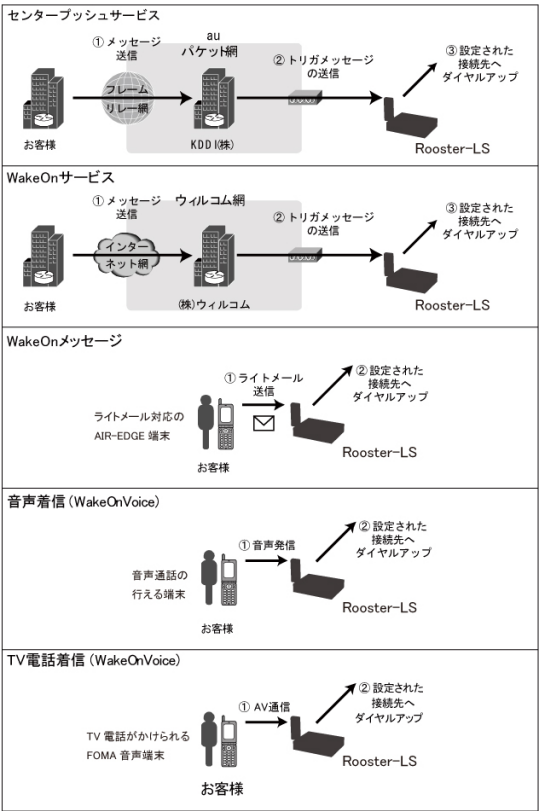 センタープッシュサービス
① メッセージ
送信
au
パケット網
② トリガメッセージ
の送信
③ 設定された
接続先へ
ダイヤルアップ
フレーム
リレー網
お客様
KDDI(株)
Rooster-LS
WakeOnサービス
① メッセージ
送信
ウィルコム網
② トリガメッセージ
の送信
③ 設定された
接続先へ
ダイヤルアップ
インター
ネット網
お客様
(株)ウィルコム
Rooster-LS
WakeOnメッセージ
① ライトメール
送信
② 設定された
接続先へ
ダイヤルアップ
ライトメール対応の
AIR-EDGE 端末
お客様
Rooster-LS
音声着信 (WakeOnVoice)
① 音声発信
② 設定された
接続先へ
ダイヤルアップ
音声通話の
行える端末
お客様
Rooster-LS
TV電話着信 (WakeOnVoice)
① AV通信
② 設定された
接続先へ
ダイヤルアップ
TV 電話がかけられる
FOMA 音声端末
お客様
Rooster-LS